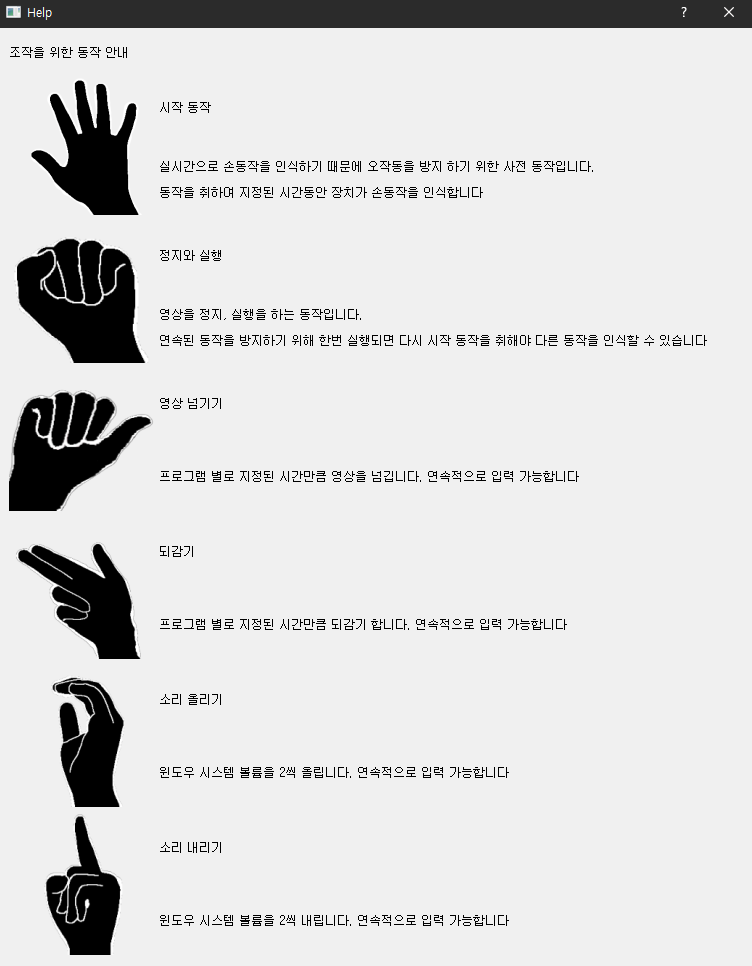 Help
조작을 위한 동작 안내
시작 동작
실시간으로 손동작을 인식하기 때문에 오작동을 방지 하기 위한 사전 동작입니다.
동작을 취하여 지정된 시간동안 장치가 손동작을 인식합니다
정지와 실행
영상을 정지, 실행을 하는 동작입니다.
연속된 동작을 방지하기 위해 한번 실행되면 다시 시작 동작을 취해야 다른 동작을 인식할 수 있습니다
영상 넘기기
프로그램 별로 지정된 시간만큼 영상을 넘깁니다. 연속적으로 입력 가능합니다
되감기
프로그램 별로 지정된 시간만큼 되감기 합니다. 연속적으로 입력 가능합니다
소리 올리기
윈도우 시스템 볼륨을 2씩 올립니다. 연속적으로 입력 가능합니다
소리 내리기
윈도우 시스템 볼륨을 2씩 내립니다. 연속적으로 입력 가능합니다